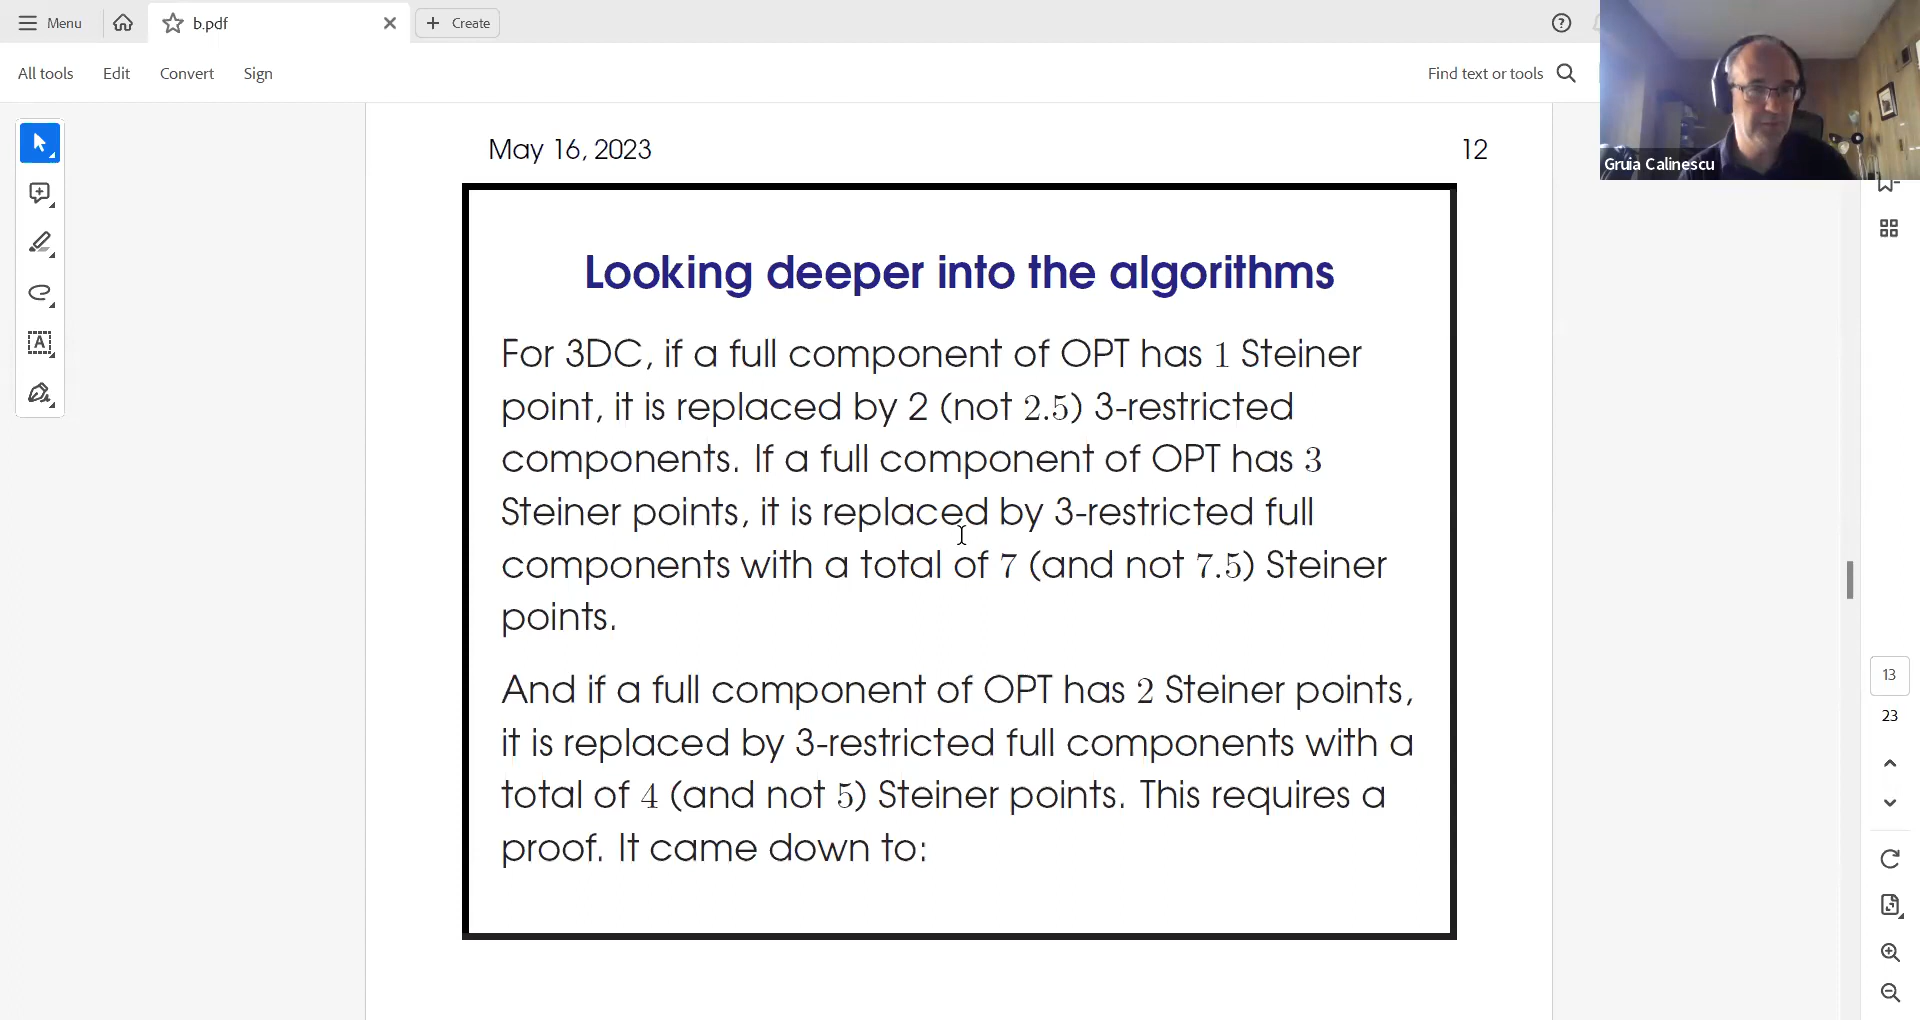 Menu
b.pdf
Create
All tools
Edit
Convert
Sign
Find text or tools
Gruia Calinescu
May 16, 2023
12
Looking deeper into the algorithms
For 3DC, if a full component of OPT has 1 Steiner
point, it is replaced by 2 (not 2.5) 3-restricted
components. If a full component of OPT has 3
Steiner points, it is replaced by 3-restricted full
components with a total of 7 (and not 7.5) Steiner
points.
And if a full component of OPT has 2 Steiner points,
it is replaced by 3-restricted full components with a
total of 4 (and not 5) Steiner points. This requires a
proof. It came down to:
13
23